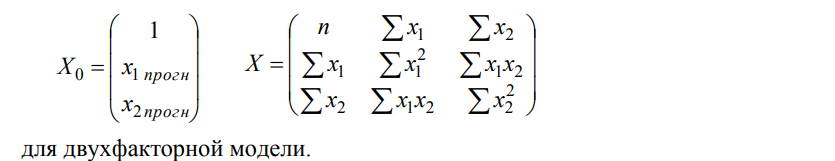 X₀ = (1; x₁ прогн; x₂ прогн) X = (n ∑x₁ ∑x₂; ∑x₁ ∑x₁² ∑x₁x₂; ∑x₂ ∑x₁x₂ ∑x₂²)
для двухфакторной модели.